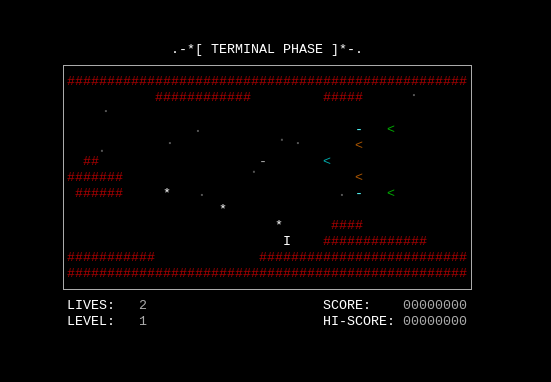 .-*[ TERMINAL PHASE ]*-.
LIVES: 2 SCORE: 00000000
LEVEL: 1 HI-SCORE: 00000000